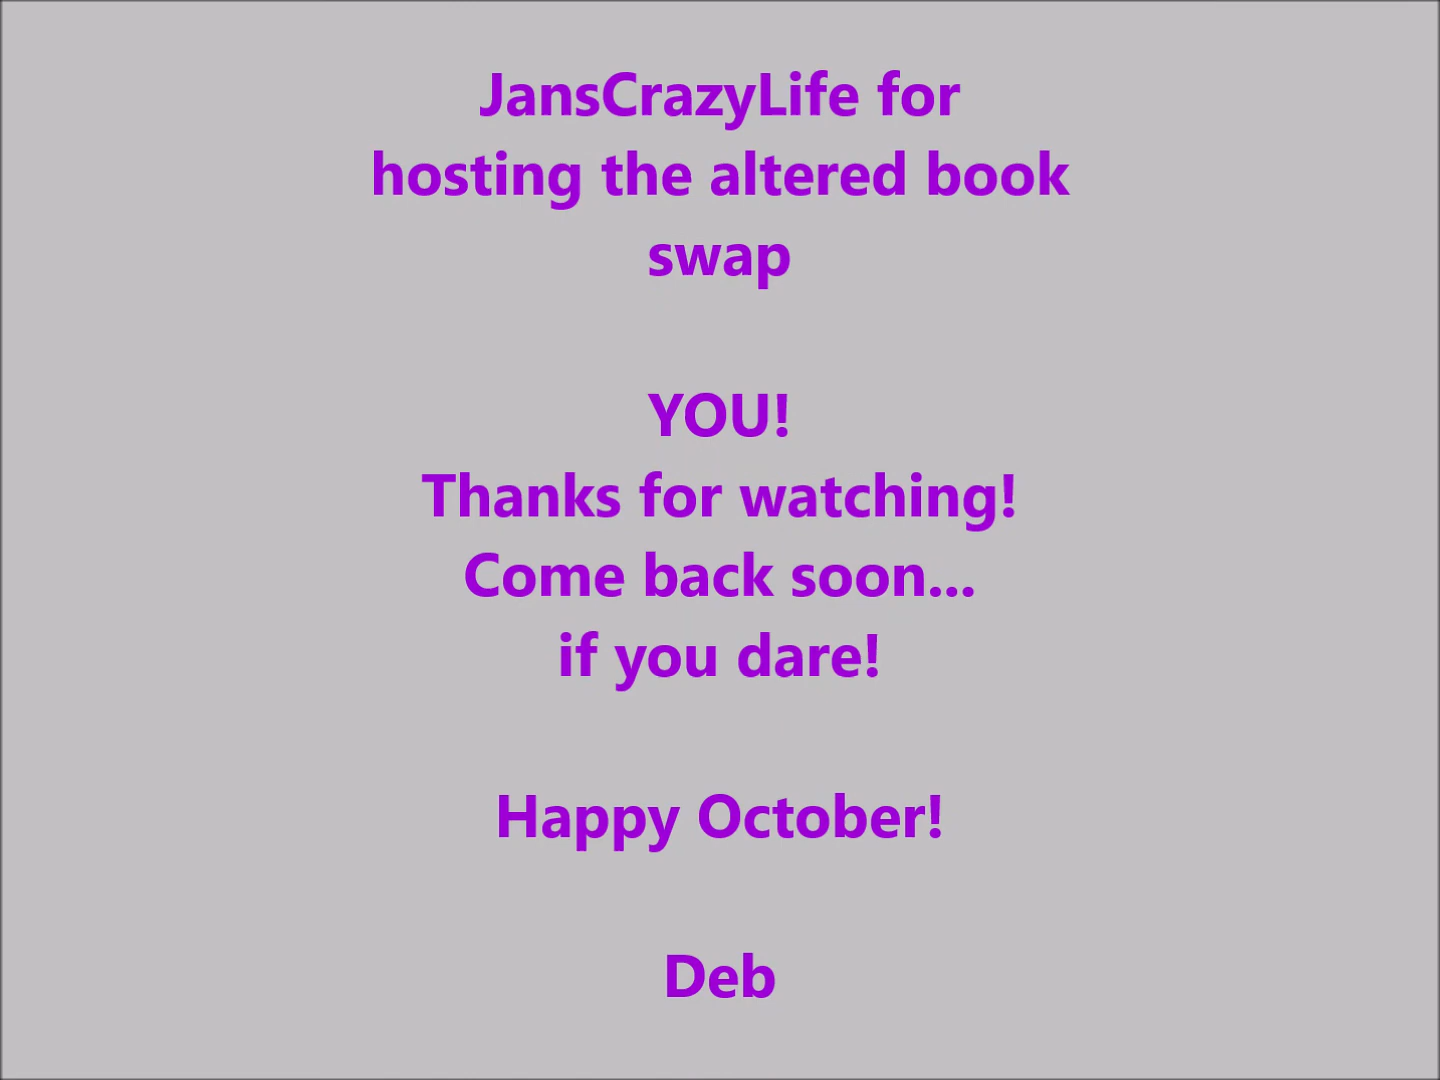 JansCrazyLife for
hosting the altered book
swap
YOU!
Thanks for watching!
Come back soon...
if you dare!
Happy October!
Deb